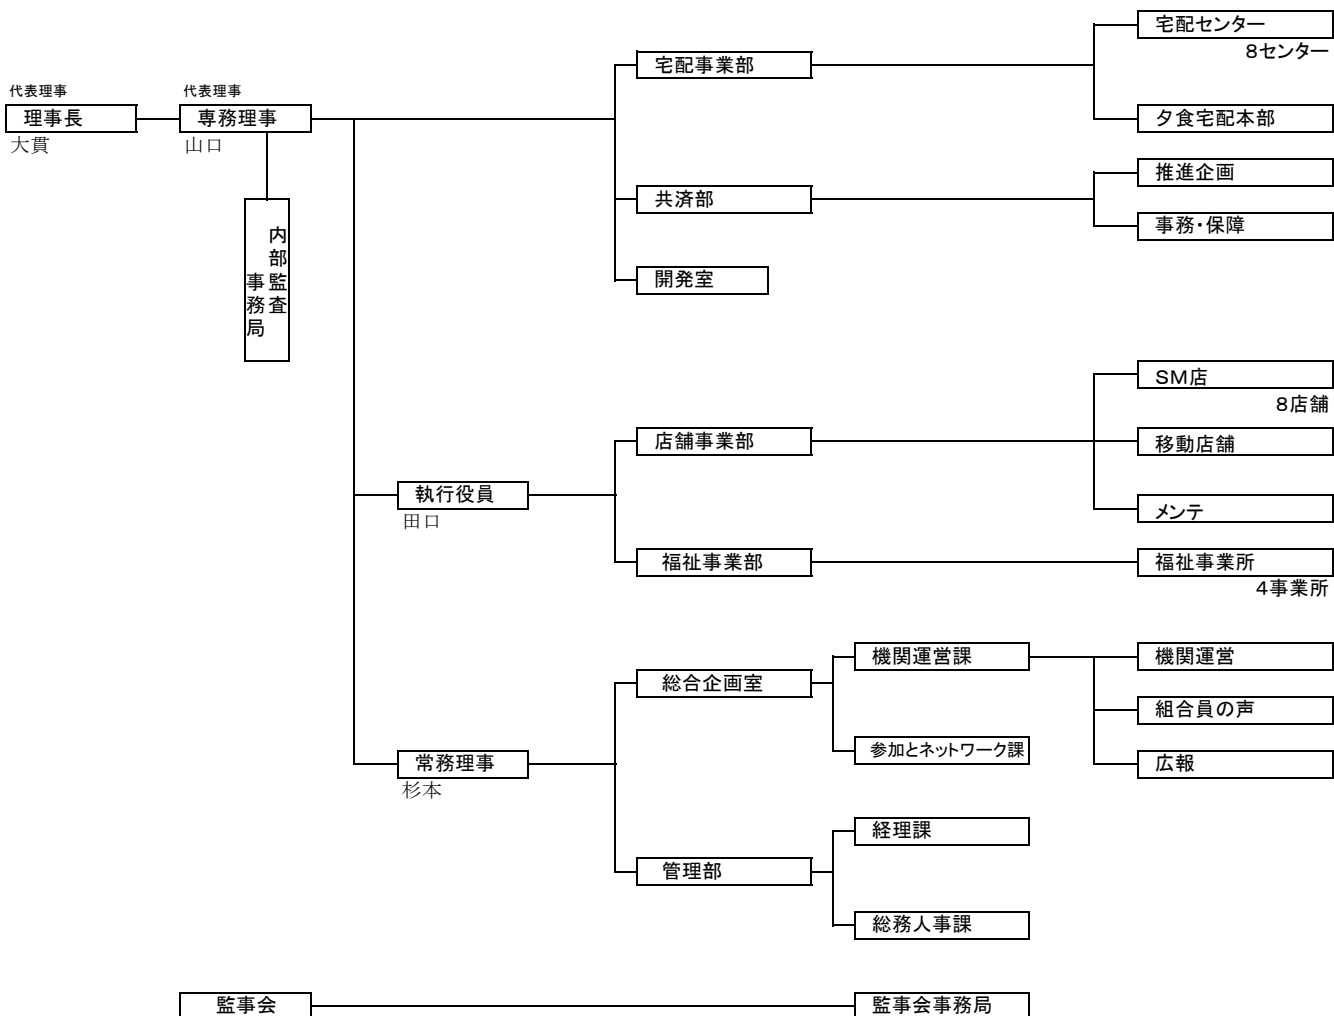 宅配センター
8センター
宅配事業部
代表理事
代表理事
理事長
専務理事
夕食宅配本部
大貫
山口
推進企画
共済部
事務・保障
内部監査
事務局
開発室
SM店
8店舗
店舗事業部
移動店舗
執行役員
メンテ
田口
福祉事業部
福祉事業所
4事業所
機関運営課
機関運営
総合企画室
組合員の声
参加とネットワーク課
常務理事
広報
杉本
経理課
管理部
総務人事課
監事会
監事会事務局